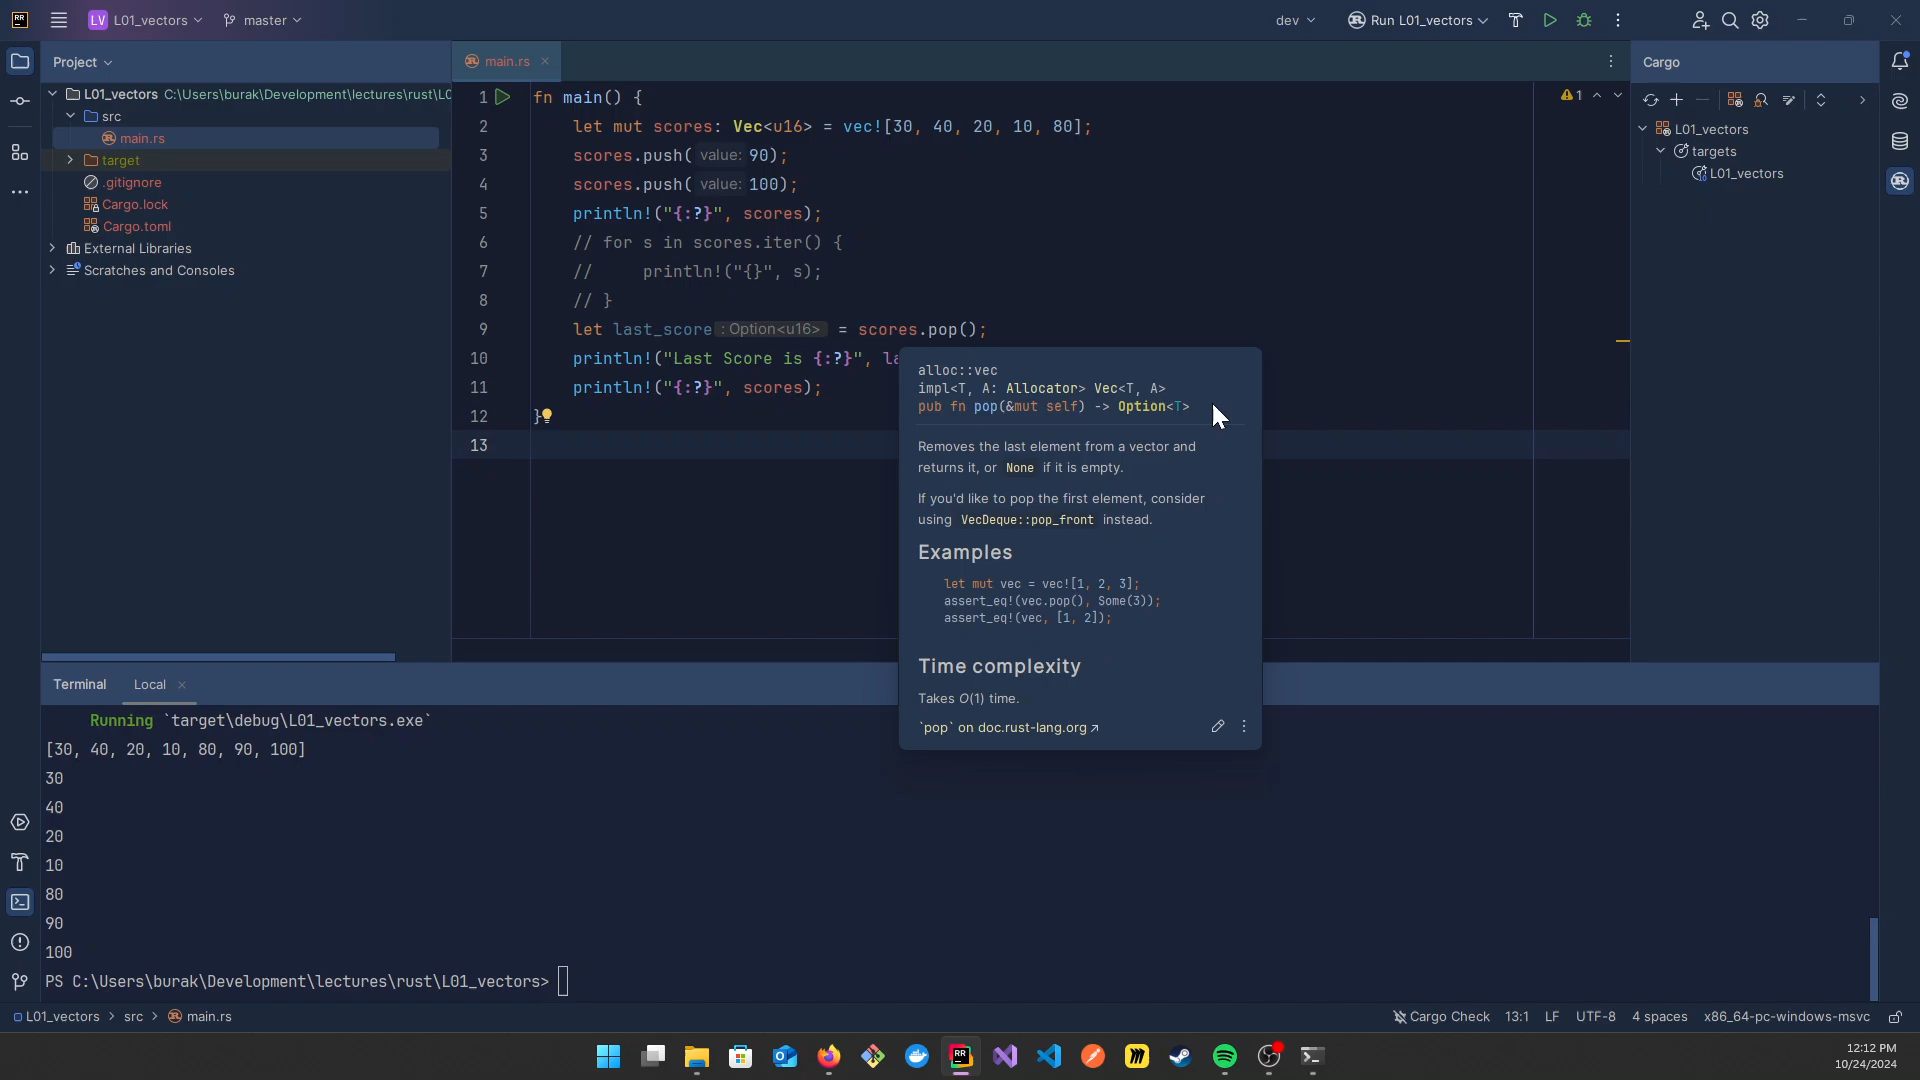 RR
LV L01_vectors
master
dev
Run L01_vectors
Project
L01_vectors C:\Users\burak\Development\lectures\rust\L0
src
main.rs
target
.gitignore
Cargo.lock
Cargo.toml
External Libraries
Scratches and Consoles
main.rs
1 fn main() {
2 let mut scores: Vec<u16> = vec![30, 40, 20, 10, 80];
3 scores.push( value: 90);
4 scores.push( value: 100);
5 println!("{:?}", scores);
6 // for s in scores.iter() {
7 // println!("{}", s);
8 // }
9 let last_score : Option<u16> = scores.pop();
10 println!("Last Score is {:?}", la
11 println!("{:?}", scores);
12 }
13
1
alloc::vec
impl<T, A: Allocator> Vec<T, A>
pub fn pop(&mut self) -> Option<T>
Removes the last element from a vector and
returns it, or None if it is empty.
If you'd like to pop the first element, consider
using VecDeque::pop_front instead.
Examples
let mut vec = vec![1, 2, 3];
assert_eq!(vec.pop(), Some(3));
assert_eq!(vec, [1, 2]);
Time complexity
Takes O(1) time.
`pop` on doc.rust-lang.org
Cargo
L01_vectors
targets
L01_vectors
Terminal
Local
Running `target\debug\L01_vectors.exe`
[30, 40, 20, 10, 80, 90, 100]
30
40
20
10
80
90
100
PS C:\Users\burak\Development\lectures\rust\L01_vectors>
L01_vectors > src > main.rs
Cargo Check
13:1
LF
UTF-8
4 spaces
x86_64-pc-windows-msvc
RR
12:12 PM
10/24/2024